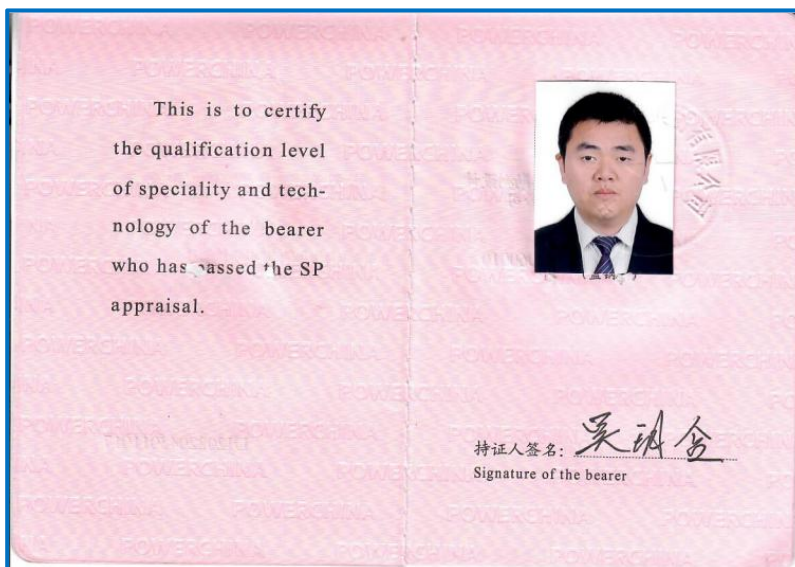 This is to certify
the qualification level
of speciality and tech-
nology of the bearer
who has passed the SP
appraisal.
持证人签名:
Signature of the bearer
POWERCHINA